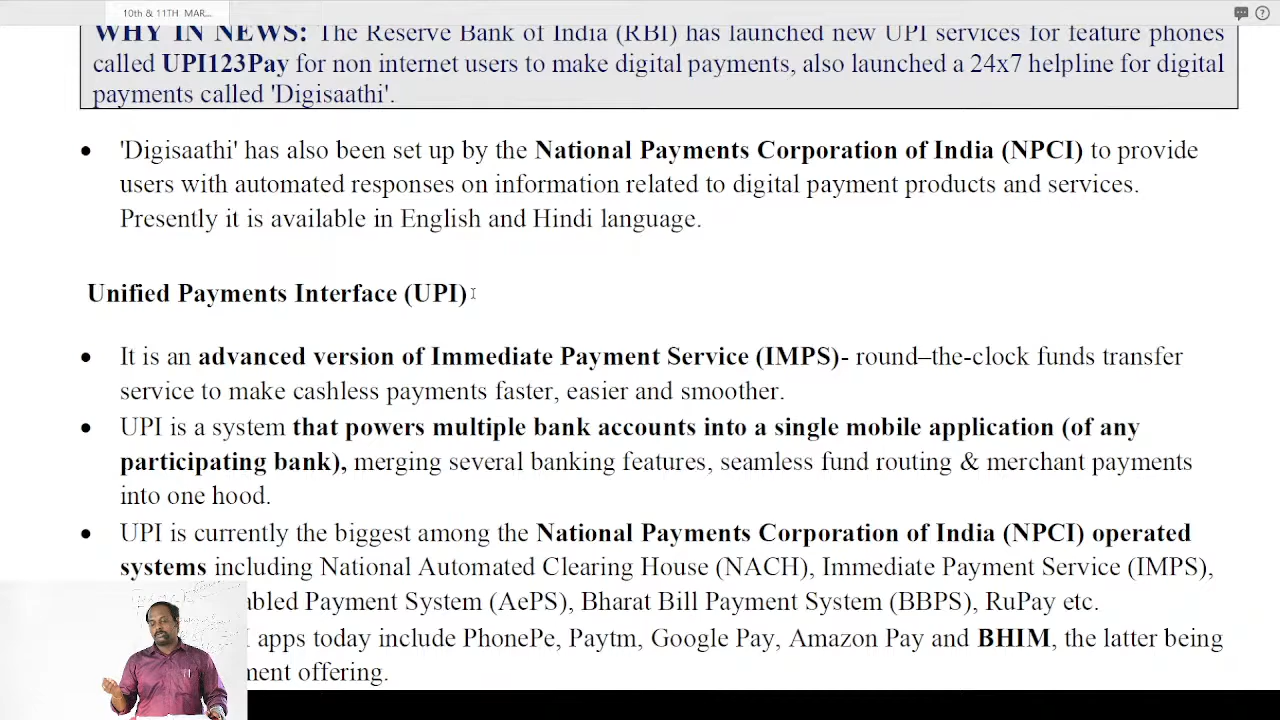 10th & 11TH MAR...
WHY IN NEWS: The Reserve Bank of India (RBI) has launched new UPI services for feature phones
called UPI123Pay for non internet users to make digital payments, also launched a 24x7 helpline for digital
payments called 'Digisaathi'.
• 'Digisaathi' has also been set up by the National Payments Corporation of India (NPCI) to provide
users with automated responses on information related to digital payment products and services.
Presently it is available in English and Hindi language.
Unified Payments Interface (UPI)
• It is an advanced version of Immediate Payment Service (IMPS)- round–the-clock funds transfer
service to make cashless payments faster, easier and smoother.
• UPI is a system that powers multiple bank accounts into a single mobile application (of any
participating bank), merging several banking features, seamless fund routing & merchant payments
into one hood.
• UPI is currently the biggest among the National Payments Corporation of India (NPCI) operated
systems including National Automated Clearing House (NACH), Immediate Payment Service (IMPS),
abled Payment System (AePS), Bharat Bill Payment System (BBPS), RuPay etc.
apps today include PhonePe, Paytm, Google Pay, Amazon Pay and BHIM, the latter being
ment offering.